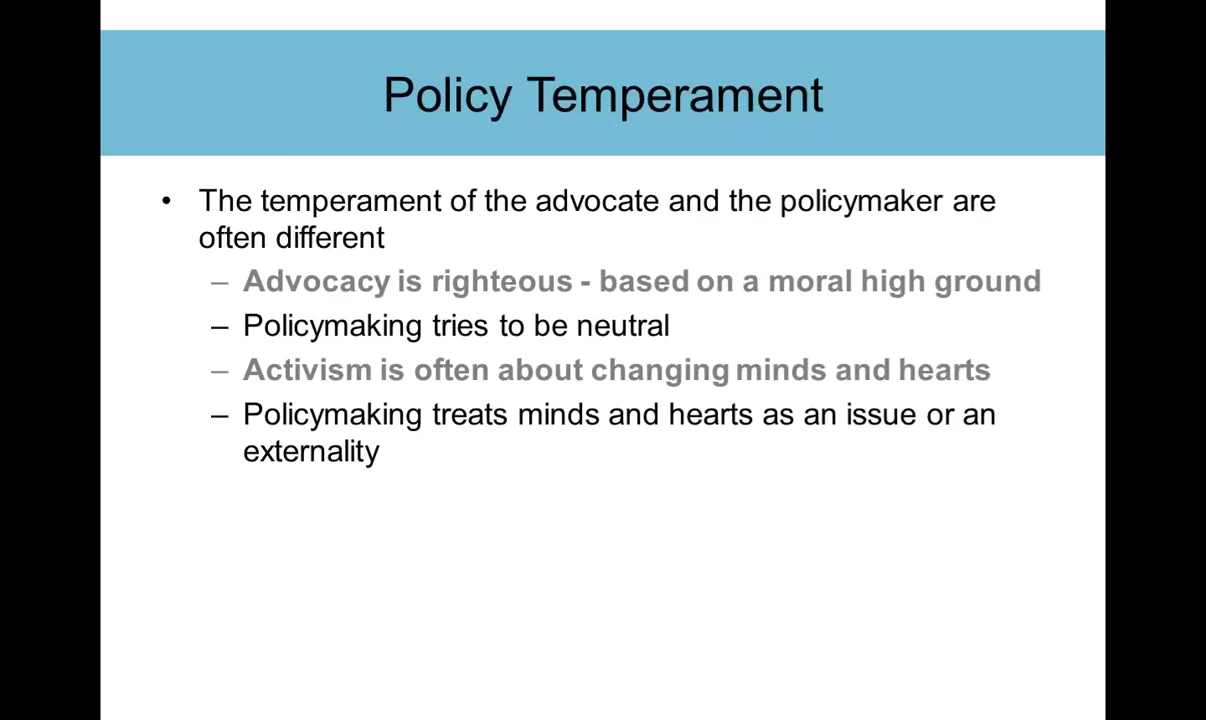 Policy Temperament
• The temperament of the advocate and the policymaker are
often different
– Advocacy is righteous - based on a moral high ground
– Policymaking tries to be neutral
– Activism is often about changing minds and hearts
– Policymaking treats minds and hearts as an issue or an
externality